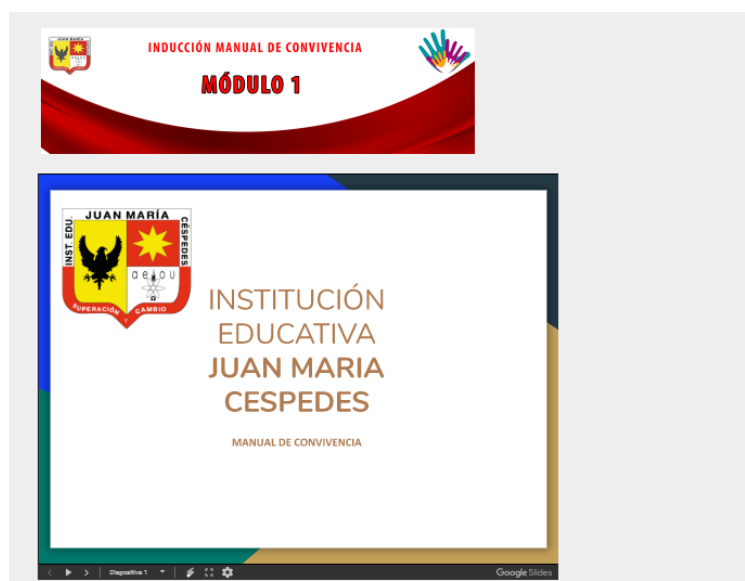 INDUCCIÓN MANUAL DE CONVIVENCIA
MÓDULO 1
JUAN MARÍA
INST. EDU.
CÉSPEDES
a e i o u
SUPERACIÓN Y CAMBIO
INSTITUCIÓN
EDUCATIVA
JUAN MARIA
CESPEDES
MANUAL DE CONVIVENCIA
Diapositiva 1
Google Slides